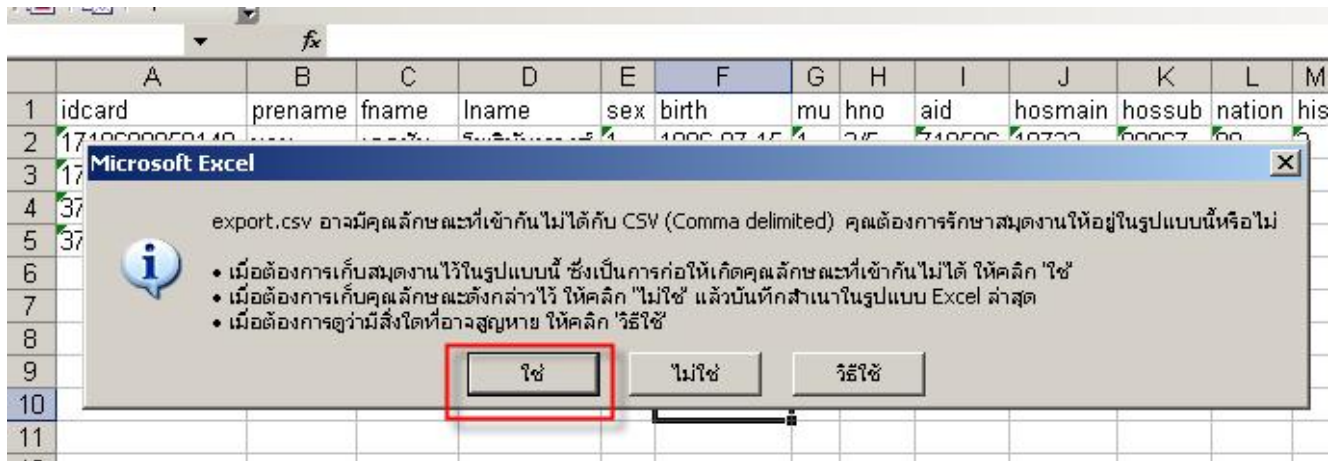 fx
A B C D E F G H I J K L M
1 idcard prename fname lname sex birth mu hno aid hosmain hossub nation his
2
3 17
4 37
5 37
Microsoft Excel
export.csv อาจมีคุณลักษณะที่เข้ากันไม่ได้กับ CSV (Comma delimited) คุณต้องการรักษาสมุดงานให้อยู่ในรูปแบบนี้หรือไม่
• เมื่อต้องการเก็บสมุดงานไว้ในรูปแบบนี้ ซึ่งเป็นการก่อให้เกิดคุณลักษณะที่เข้ากันไม่ได้ ให้คลิก 'ใช่'
• เมื่อต้องการเก็บคุณลักษณะดังกล่าวไว้ ให้คลิก 'ไม่ใช่' แล้วบันทึกสำเนาในรูปแบบ Excel ล่าสุด
• เมื่อต้องการดูว่ามีสิ่งใดที่อาจสูญหาย ให้คลิก 'วิธีใช้'
ใช่ ไม่ใช่ วิธีใช้
6
7
8
9
10
11